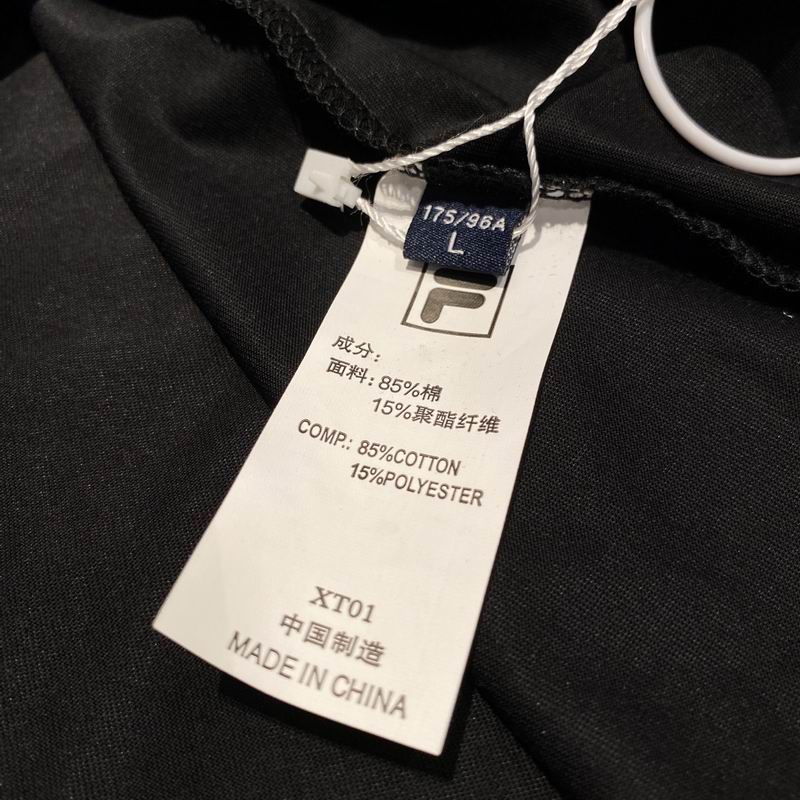 175/96A
L
成分:
面料: 85%棉
15%聚酯纤维
COMP.: 85%COTTON
15%POLYESTER
XT01
中国制造
MADE IN CHINA